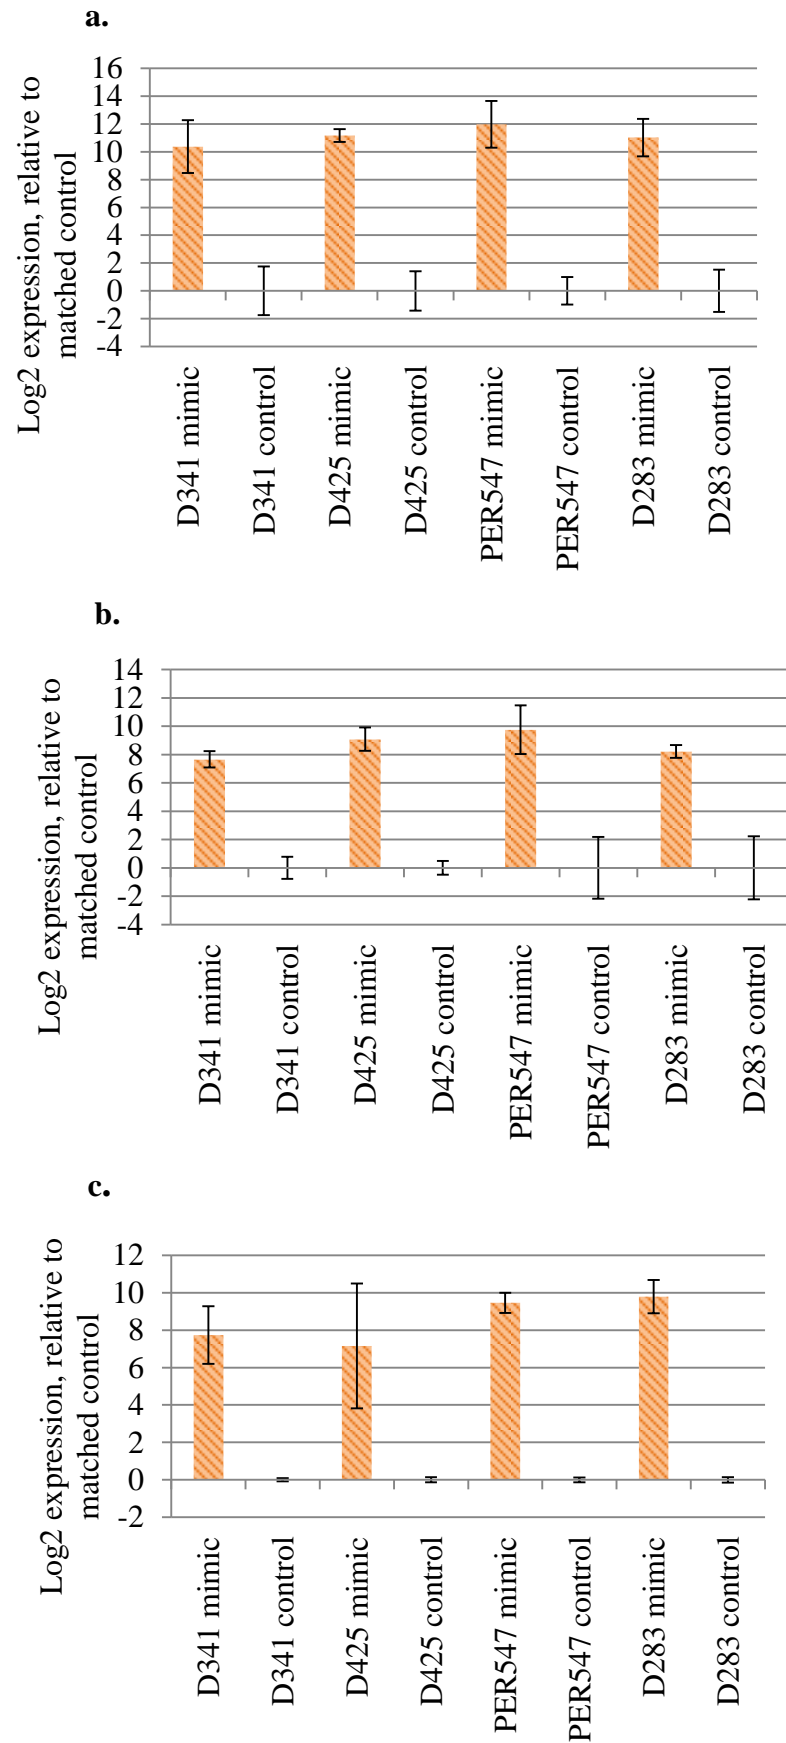 a.
Log2 expression, relative to
matched control
16
14
12
10
8
6
4
2
0
-2
-4
D341 mimic
D341 control
D425 mimic
D425 control
PER547 mimic
PER547 control
D283 mimic
D283 control
b.
Log2 expression, relative to
matched control
14
12
10
8
6
4
2
0
-2
-4
D341 mimic
D341 control
D425 mimic
D425 control
PER547 mimic
PER547 control
D283 mimic
D283 control
c.
Log2 expression, relative to
matched control
12
10
8
6
4
2
0
-2
D341 mimic
D341 control
D425 mimic
D425 control
PER547 mimic
PER547 control
D283 mimic
D283 control